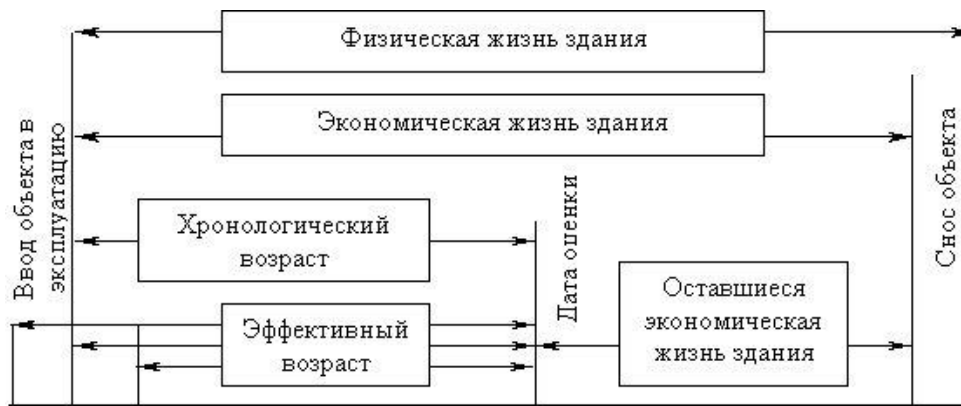 Физическая жизнь здания
Экономическая жизнь здания
Ввод объекта в
эксплуатацию
Хронологический
возраст
Эффективный
возраст
Дата оценки
Оставшиеся
экономическая
жизнь здания
Снос объекта